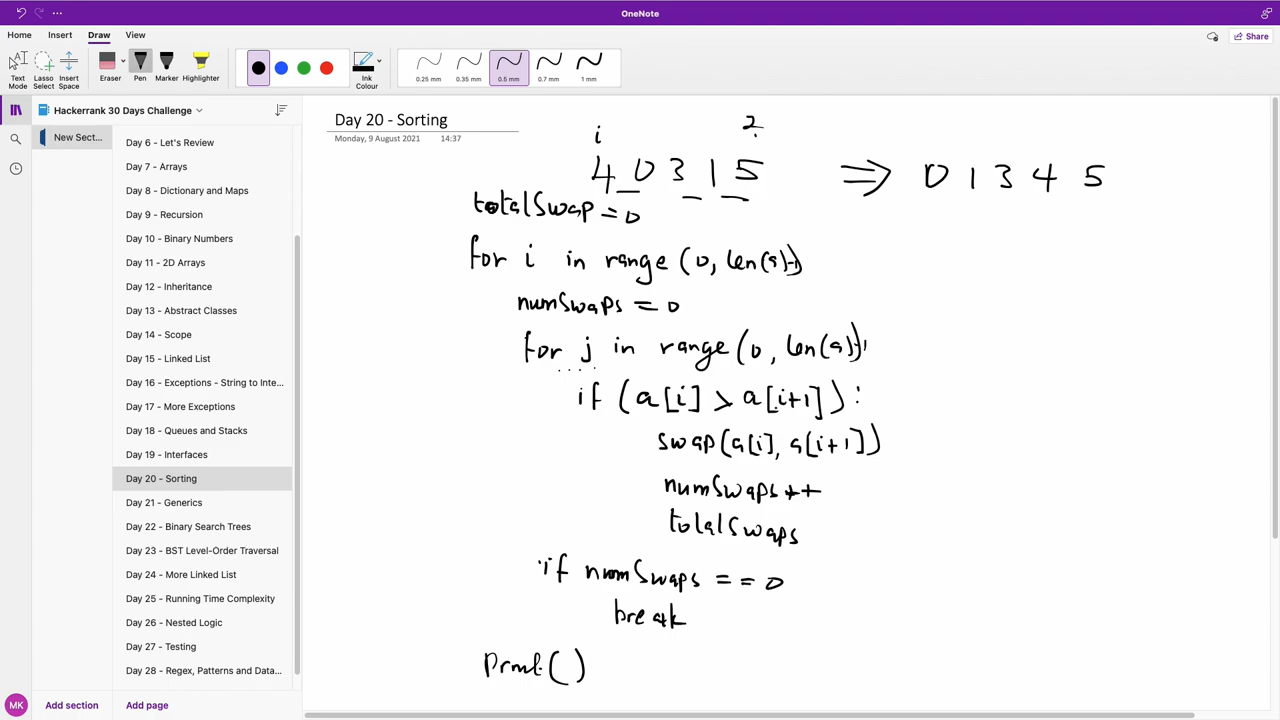 OneNote
Home Insert Draw View
Share
Text Mode
Lasso Select
Insert Space
Eraser
Pen
Marker
Highlighter
0.25 mm
0.35 mm
0.5 mm
0.7 mm
1 mm
Ink Colour
Hackerrank 30 Days Challenge
New Sect...
Day 6 - Let's Review
Day 7 - Arrays
Day 8 - Dictionary and Maps
Day 9 - Recursion
Day 10 - Binary Numbers
Day 11 - 2D Arrays
Day 12 - Inheritance
Day 13 - Abstract Classes
Day 14 - Scope
Day 15 - Linked List
Day 16 - Exceptions - String to Inte...
Day 17 - More Exceptions
Day 18 - Queues and Stacks
Day 19 - Interfaces
Day 20 - Sorting
Day 21 - Generics
Day 22 - Binary Search Trees
Day 23 - BST Level-Order Traversal
Day 24 - More Linked List
Day 25 - Running Time Complexity
Day 26 - Nested Logic
Day 27 - Testing
Day 28 - Regex, Patterns and Data...
MK
Add section
Add page
Day 20 - Sorting
Monday, 9 August 2021 14:37
i
4 0 3 1 5 ⇒ 0 1 3 4 5
totalSwap = 0
for i in range (0, len(a)-1)
numSwaps = 0
for j in range (0, len(a))-1
if (a[i] > a[i+1]) :
swap(a[i], a[i+1])
numSwaps++
totalSwaps
if numSwaps == 0
break
Print()